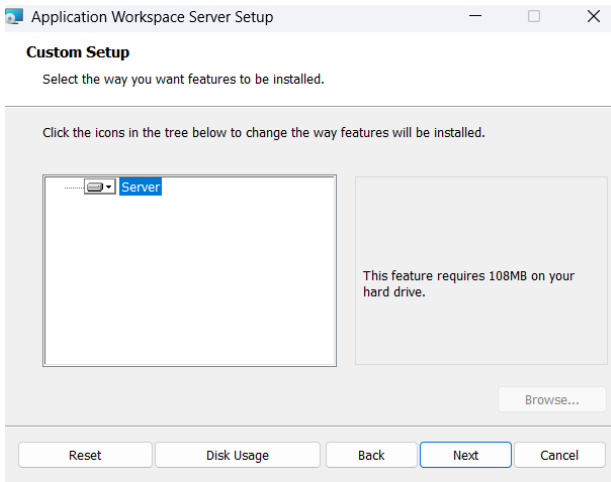 Application Workspace Server Setup
Custom Setup
Select the way you want features to be installed.
Click the icons in the tree below to change the way features will be installed.
Server
This feature requires 108MB on your
hard drive.
Browse...
Reset
Disk Usage
Back
Next
Cancel